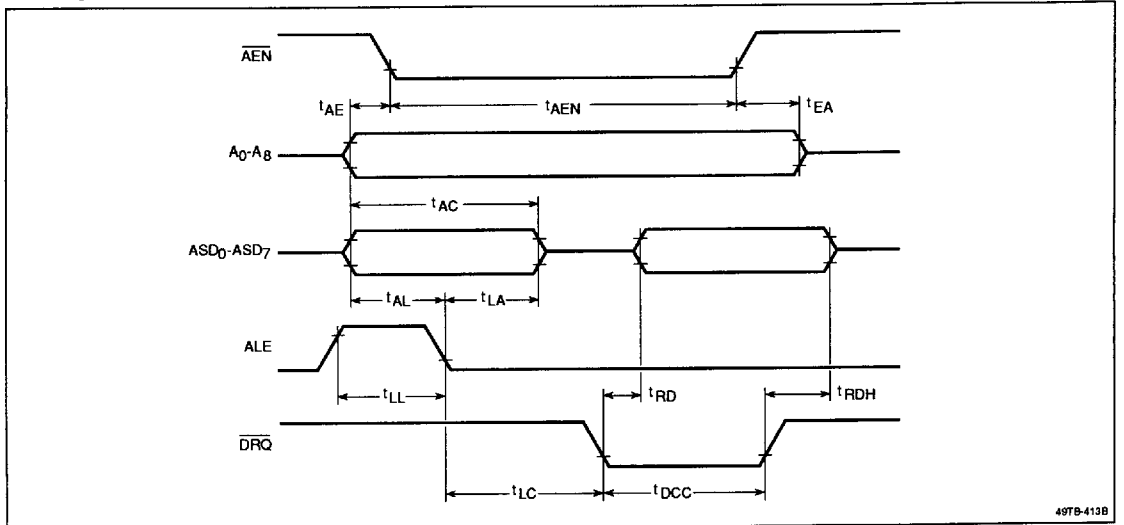 AEN
tAE
tAEN
tEA
A0-A8
tAC
ASD0-ASD7
tAL
tLA
ALE
tLL
tRD
tRDH
DRQ
tLC
tDCC
49TB-413B